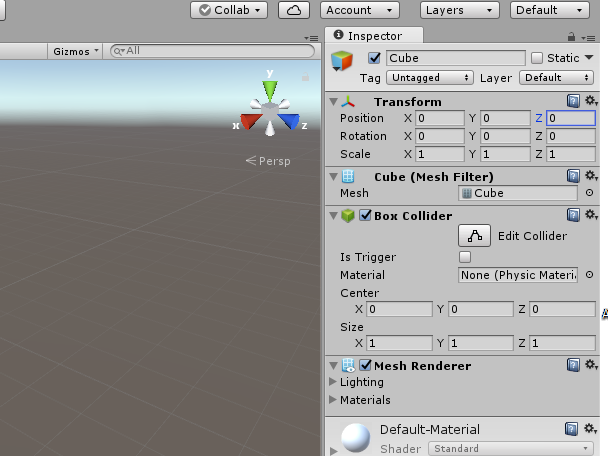 Collab Account Layers Default
Gizmos All
Inspector
Cube Static
Tag Untagged Layer Default
y
x z
Persp
Transform
Position X 0 Y 0 Z 0
Rotation X 0 Y 0 Z 0
Scale X 1 Y 1 Z 1
Cube (Mesh Filter)
Mesh Cube
Box Collider
Edit Collider
Is Trigger
Material None (Physic Materi
Center
X 0 Y 0 Z 0
Size
X 1 Y 1 Z 1
Mesh Renderer
Lighting
Materials
Default-Material
Shader Standard